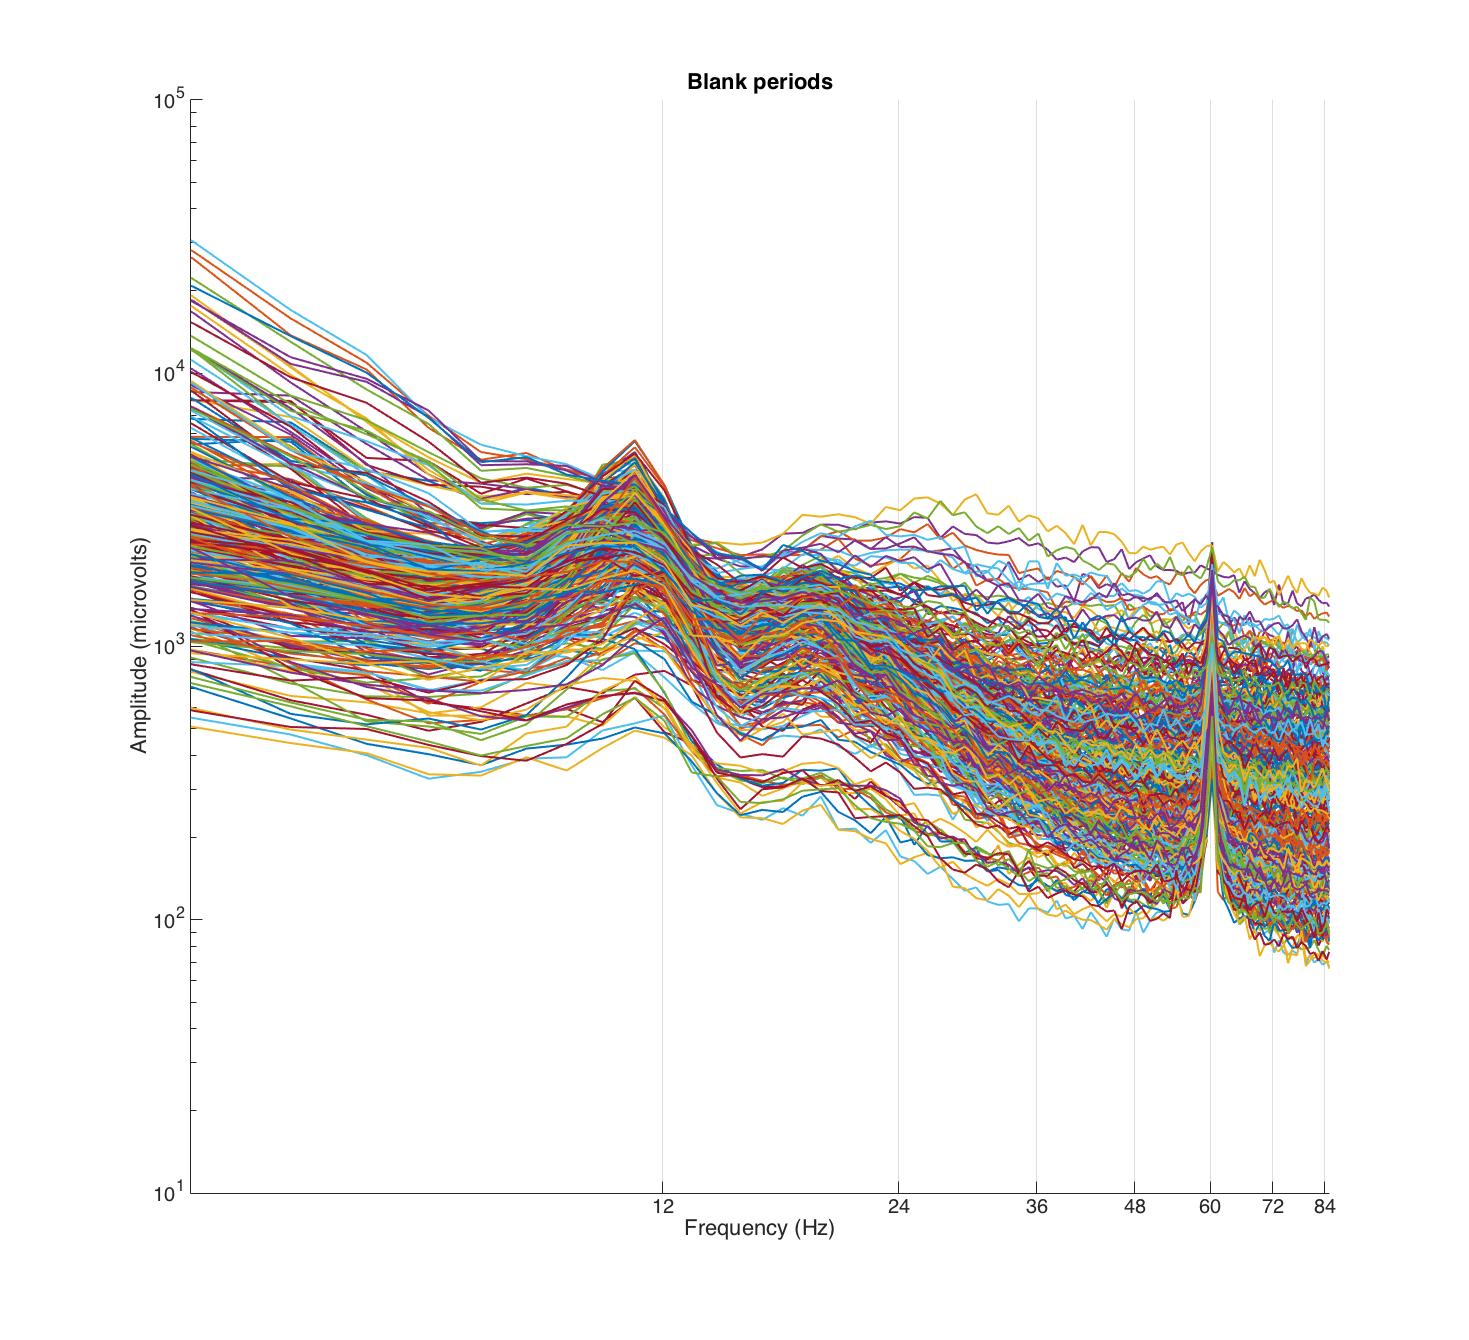 Blank periods
10^5
10^4
10^3
10^2
10^1
Amplitude (microvolts)
12 24 36 48 60 72 84
Frequency (Hz)